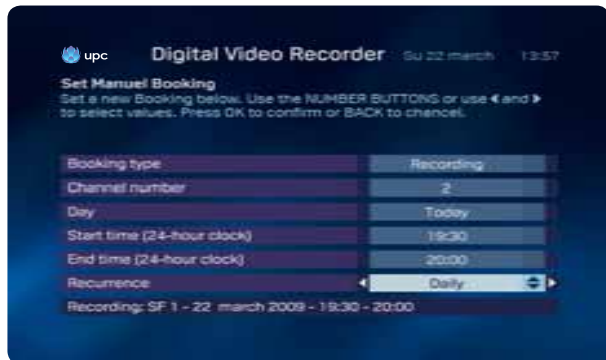 upc Digital Video Recorder Su 22 march 13:57
Set Manuel Booking
Set a new Booking below. Use the NUMBER BUTTONS or use and
to select values. Press OK to confirm or BACK to chancel.
Booking type Recording
Channel number 2
Day Today
Start time (24-hour clock) 19:30
End time (24-hour clock) 20:00
Recurrence Daily
Recording: SF 1 - 22 march 2009 - 19:30 - 20:00